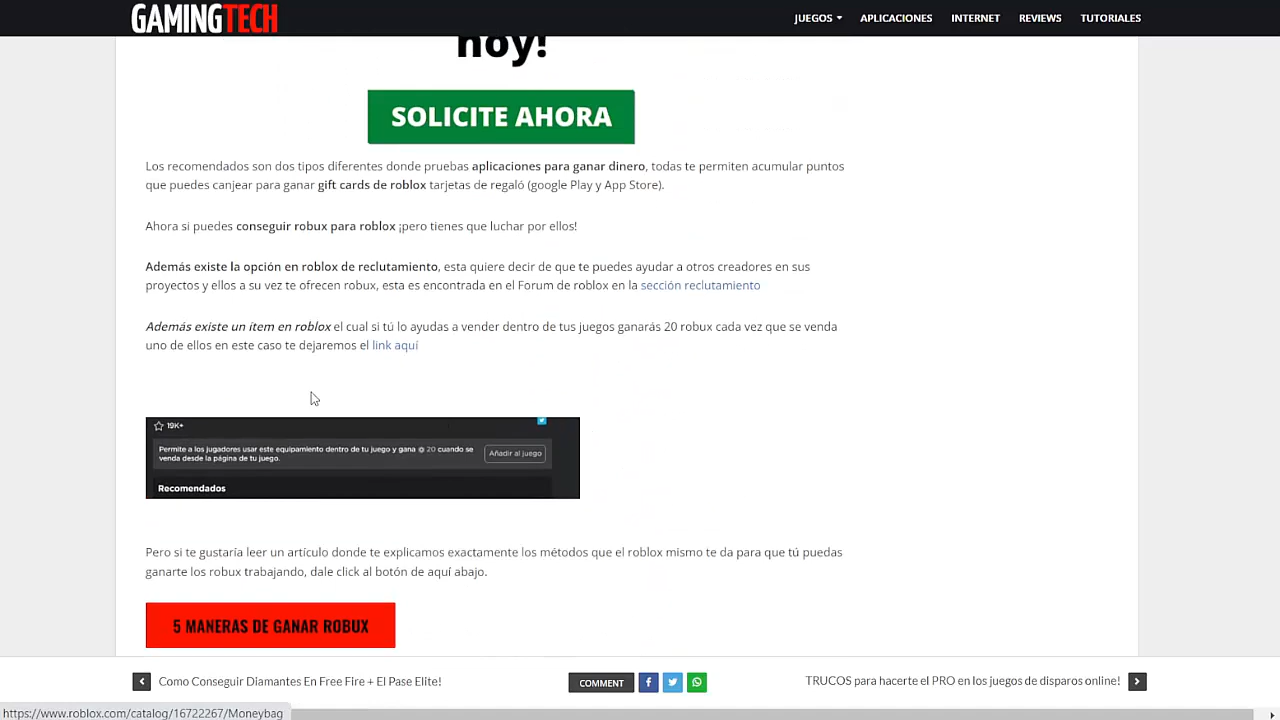 GAMINGTECH
JUEGOS APLICACIONES INTERNET REVIEWS TUTORIALES
hoy!
SOLICITE AHORA
Los recomendados son dos tipos diferentes donde pruebas aplicaciones para ganar dinero, todas te permiten acumular puntos
que puedes canjear para ganar gift cards de roblox tarjetas de regaló (google Play y App Store).
Ahora si puedes conseguir robux para roblox ¡pero tienes que luchar por ellos!
Además existe la opción en roblox de reclutamiento, esta quiere decir de que te puedes ayudar a otros creadores en sus
proyectos y ellos a su vez te ofrecen robux, esta es encontrada en el Forum de roblox en la sección reclutamiento
Además existe un item en roblox el cual si tú lo ayudas a vender dentro de tus juegos ganarás 20 robux cada vez que se venda
uno de ellos en este caso te dejaremos el link aquí
19K+
Permite a los jugadores usar este equipamiento dentro de tu juego y gana 20 cuando se
venda desde la página de tu juego.
Añadir al juego
Recomendados
Pero si te gustaría leer un artículo donde te explicamos exactamente los métodos que el roblox mismo te da para que tú puedas
ganarte los robux trabajando, dale click al botón de aquí abajo.
5 MANERAS DE GANAR ROBUX
Como Conseguir Diamantes En Free Fire + El Pase Elite!
COMMENT
TRUCOS para hacerte el PRO en los juegos de disparos online!
https://www.roblox.com/catalog/16722267/Moneybag